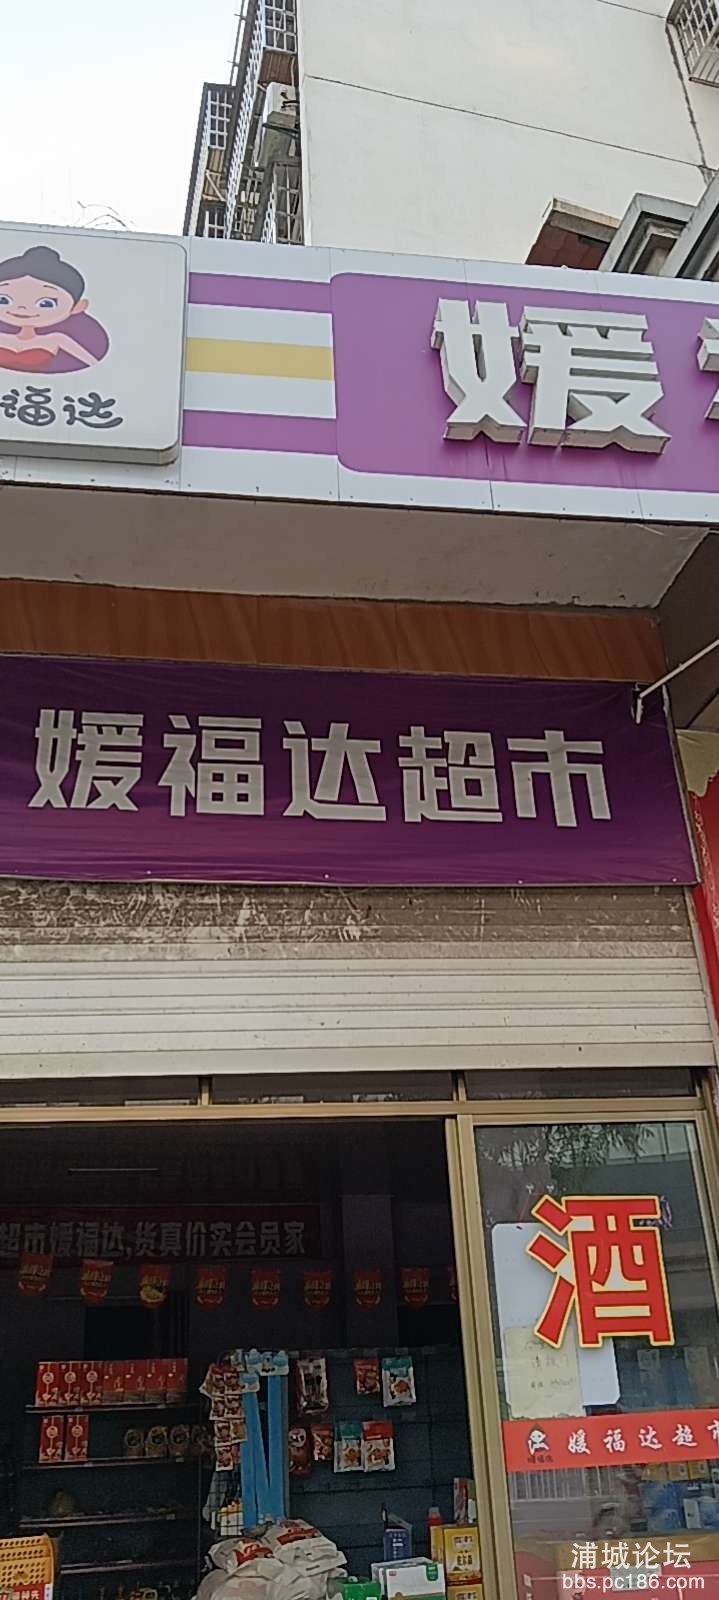 福达
媛
媛福达超市
超市媛福达,货真价实会员家
酒
媛福达超市
浦城论坛
bbs.pc186.com